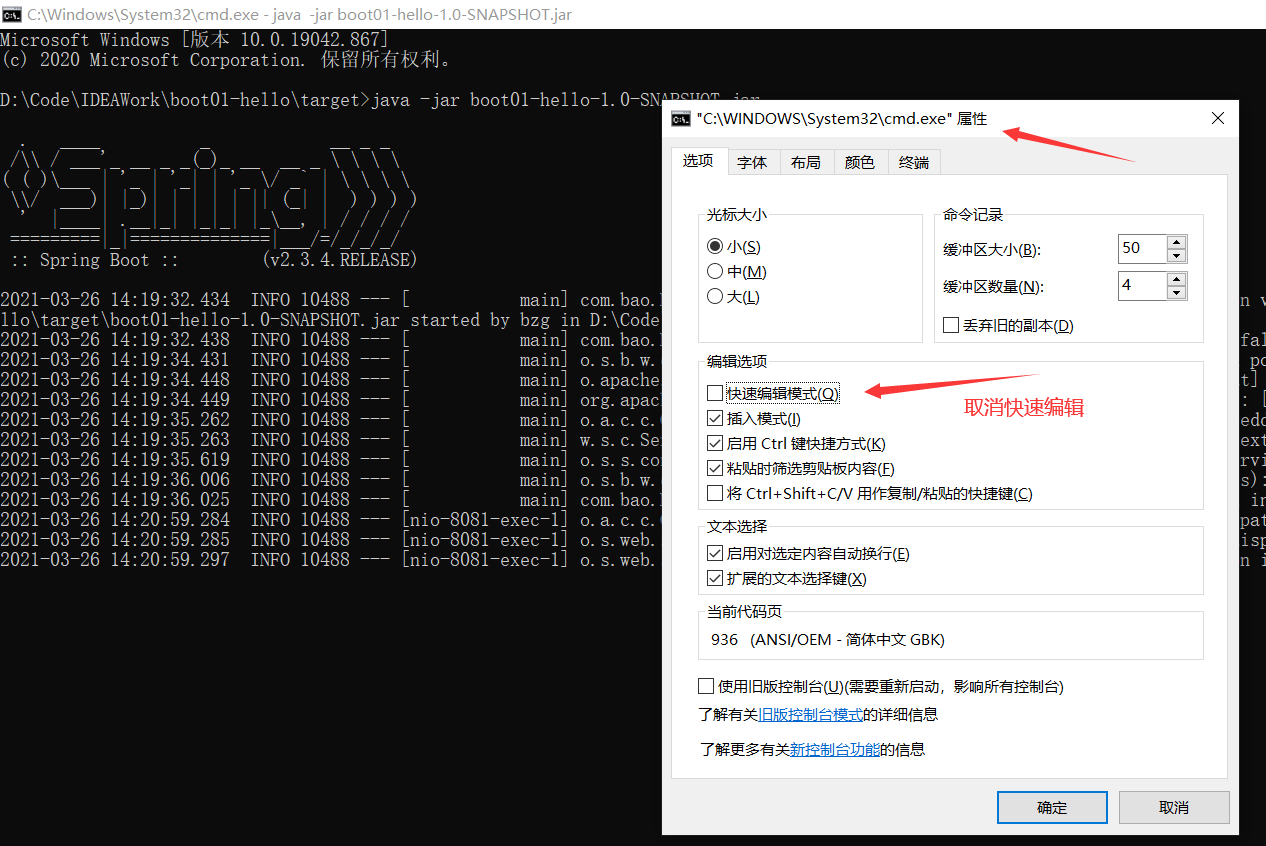 C:\Windows\System32\cmd.exe - java  -jar boot01-hello-1.0-SNAPSHOT.jar
Microsoft Windows [版本 10.0.19042.867]
(c) 2020 Microsoft Corporation. 保留所有权利。
D:\Code\IDEAWork\boot01-hello\target>java -jar boot01-hello-1.0-SNAPSHOT.jar
:: Spring Boot ::        (v2.3.4.RELEASE)
2021-03-26 14:19:32.434  INFO 10488 --- [           main] com.bao.
llo\target\boot01-hello-1.0-SNAPSHOT.jar started by bzg in D:\Code
2021-03-26 14:19:32.438  INFO 10488 --- [           main] com.bao.
2021-03-26 14:19:34.431  INFO 10488 --- [           main] o.s.b.w.
2021-03-26 14:19:34.448  INFO 10488 --- [           main] o.apache
2021-03-26 14:19:34.449  INFO 10488 --- [           main] org.apac
2021-03-26 14:19:35.262  INFO 10488 --- [           main] o.a.c.c.
2021-03-26 14:19:35.263  INFO 10488 --- [           main] w.s.c.Se
2021-03-26 14:19:35.619  INFO 10488 --- [           main] o.s.s.co
2021-03-26 14:19:36.006  INFO 10488 --- [           main] o.s.b.w.
2021-03-26 14:19:36.025  INFO 10488 --- [           main] com.bao.
2021-03-26 14:20:59.284  INFO 10488 --- [nio-8081-exec-1] o.a.c.c.
2021-03-26 14:20:59.285  INFO 10488 --- [nio-8081-exec-1] o.s.web.
2021-03-26 14:20:59.297  INFO 10488 --- [nio-8081-exec-1] o.s.web.
"C:\WINDOWS\System32\cmd.exe" 属性
选项 字体 布局 颜色 终端
光标大小
小(S)
中(M)
大(L)
命令记录
缓冲区大小(B): 50
缓冲区数量(N): 4
丢弃旧的副本(D)
编辑选项
快速编辑模式(Q)
取消快速编辑
插入模式(I)
启用 Ctrl 键快捷方式(K)
粘贴时筛选剪贴板内容(F)
将 Ctrl+Shift+C/V 用作复制/粘贴的快捷键(C)
文本选择
启用对选定内容自动换行(E)
扩展的文本选择键(X)
当前代码页
936   (ANSI/OEM - 简体中文 GBK)
使用旧版控制台(U)(需要重新启动，影响所有控制台)
了解有关旧版控制台模式的详细信息
了解更多有关新控制台功能的信息
确定 取消